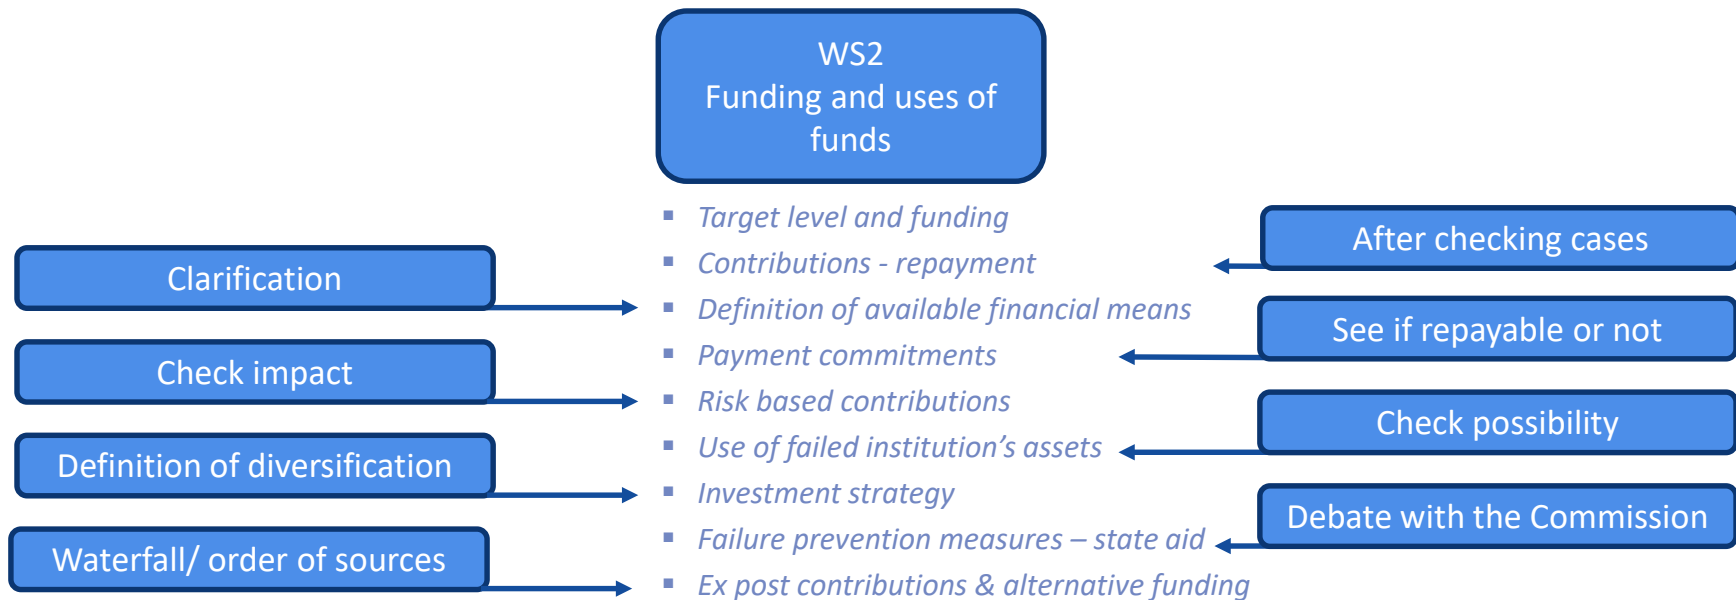 WS2
Funding and uses of
funds
▪ Target level and funding
▪ Contributions - repayment
▪ Definition of available financial means
▪ Payment commitments
▪ Risk based contributions
▪ Use of failed institution's assets
▪ Investment strategy
▪ Failure prevention measures – state aid
▪ Ex post contributions & alternative funding
Clarification
Check impact
Definition of diversification
Waterfall/ order of sources
After checking cases
See if repayable or not
Check possibility
Debate with the Commission